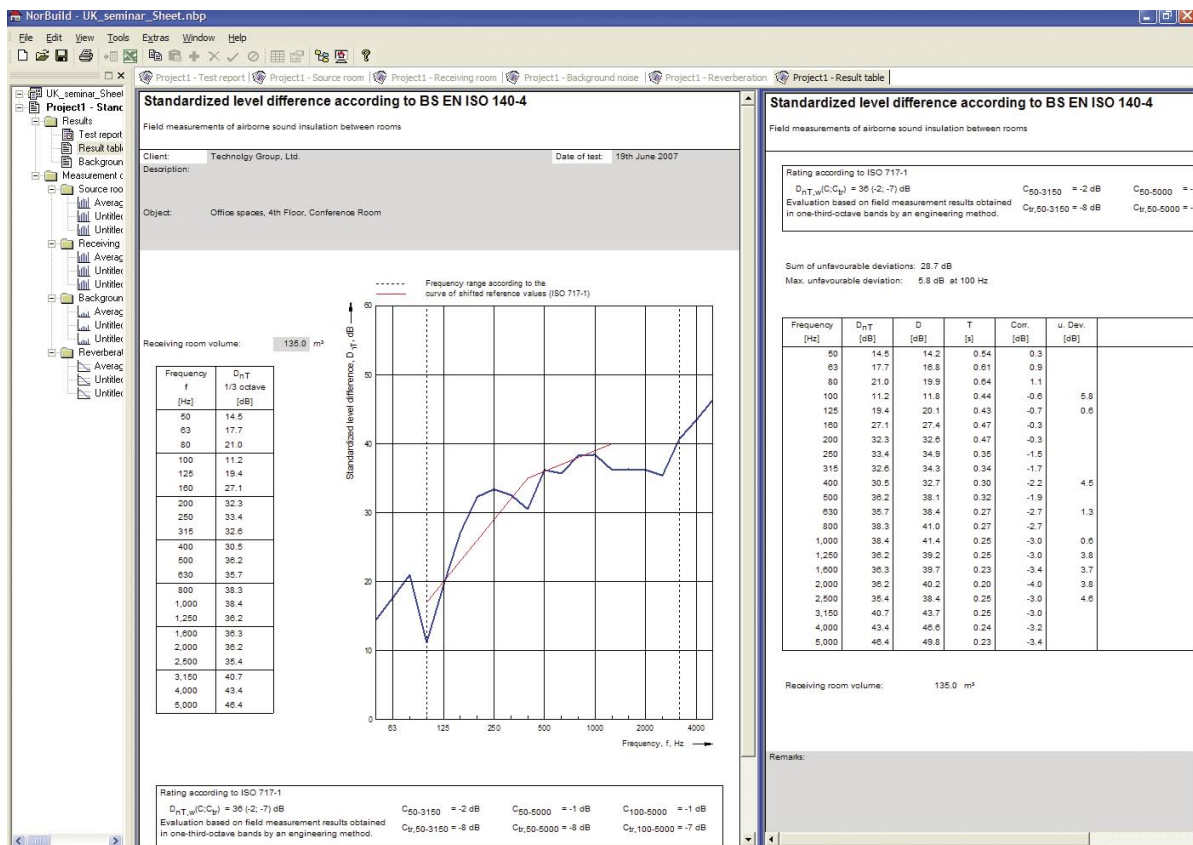 NorBuild - UK_seminar_Sheet.nbp
File Edit View Tools Extras Window Help
Project1 - Test report Project1 - Source room Project1 - Receiving room Project1 - Background noise Project1 - Reverberation Project1 - Result table
UK_seminar_Sheet
Project1 - Stanc
Results
Test report
Result table
Backgroun
Measurement c
Source roo
Averag
Untitlec
Untitlec
Receiving
Averag
Untitlec
Untitlec
Backgroun
Averag
Untitlec
Untitlec
Reverberat
Averag
Untitlec
Untitlec
Standardized level difference according to BS EN ISO 140-4
Field measurements of airborne sound insulation between rooms
Client: Technolgy Group, Ltd. Date of test: 19th June 2007
Description:
Object: Office spaces, 4th Floor, Conference Room
Frequency range according to the
curve of shifted reference values (ISO 717-1)
Receiving room volume: 135.0 m³
Frequency DnT
f 1/3 octave
[Hz] [dB]
50 14.5
63 17.7
80 21.0
100 11.2
125 19.4
160 27.1
200 32.3
250 33.4
315 32.6
400 30.5
500 36.2
630 35.7
800 38.3
1,000 38.4
1,250 36.2
1,600 36.3
2,000 36.2
2,500 35.4
3,150 40.7
4,000 43.4
5,000 46.4
Standardized level difference, DnT, dB
60
50
40
30
20
10
0
63 125 250 500 1000 2000 4000
Frequency, f, Hz
Rating according to ISO 717-1
DnT,w(C;Ctr) = 36 (-2; -7) dB C50-3150 = -2 dB C50-5000 = -1 dB C100-5000 = -1 dB
Evaluation based on field measurement results obtained
in one-third-octave bands by an engineering method. Ctr,50-3150 = -8 dB Ctr,50-5000 = -8 dB Ctr,100-5000 = -7 dB
Standardized level difference according to BS EN ISO 140-4
Field measurements of airborne sound insulation between rooms
Rating according to ISO 717-1
DnT,w(C;Ctr) = 36 (-2; -7) dB C50-3150 = -2 dB C50-5000 = -
Evaluation based on field measurement results obtained
in one-third-octave bands by an engineering method. Ctr,50-3150 = -8 dB Ctr,50-5000 = -
Sum of unfavourable deviations: 28.7 dB
Max. unfavourable deviation: 5.8 dB at 100 Hz
Frequency DnT D T Corr. u. Dev.
[Hz] [dB] [dB] [s] [dB] [dB]
50 14.5 14.2 0.54 0.3
63 17.7 16.8 0.61 0.9
80 21.0 19.9 0.64 1.1
100 11.2 11.8 0.44 -0.6 5.8
125 19.4 20.1 0.43 -0.7 0.6
160 27.1 27.4 0.47 -0.3
200 32.3 32.6 0.47 -0.3
250 33.4 34.9 0.35 -1.5
315 32.6 34.3 0.34 -1.7
400 30.5 32.7 0.30 -2.2 4.5
500 36.2 38.1 0.32 -1.9
630 35.7 38.4 0.27 -2.7 1.3
800 38.3 41.0 0.27 -2.7
1,000 38.4 41.4 0.25 -3.0 0.6
1,250 36.2 39.2 0.25 -3.0 3.8
1,600 36.3 39.7 0.23 -3.4 3.7
2,000 36.2 40.2 0.20 -4.0 3.8
2,500 35.4 38.4 0.25 -3.0 4.6
3,150 40.7 43.7 0.25 -3.0
4,000 43.4 46.6 0.24 -3.2
5,000 46.4 49.8 0.23 -3.4
Receiving room volume: 135.0 m³
Remarks: